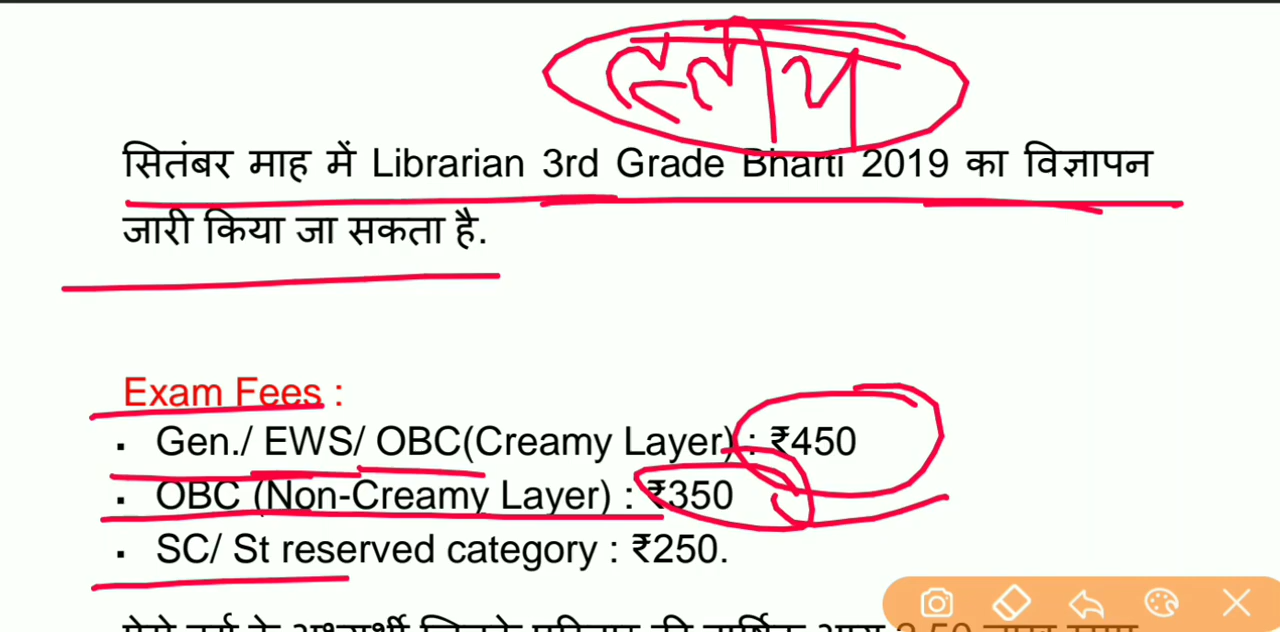 सितंबर माह में Librarian 3rd Grade Bharti 2019 का विज्ञापन
जारी किया जा सकता है.
Exam Fees :
▪ Gen./ EWS/ OBC(Creamy Layer) : ₹450
▪ OBC (Non-Creamy Layer) : ₹350
▪ SC/ St reserved category : ₹250.